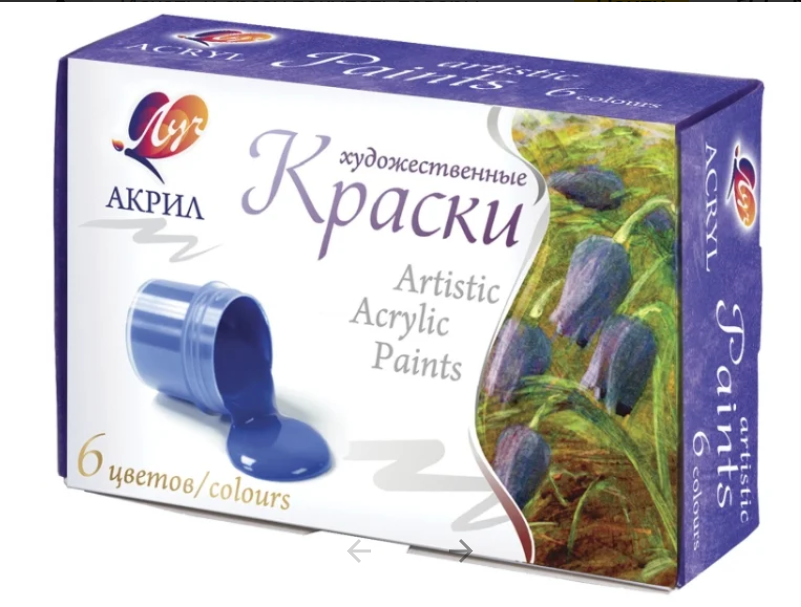 ACRYL
artistic
Paints
6 colours
Луч
АКРИЛ
художественные
Краски
Artistic
Acrylic
Paints
6 цветов/colours
Луч
ACRYL
artistic
Paints
6 colours